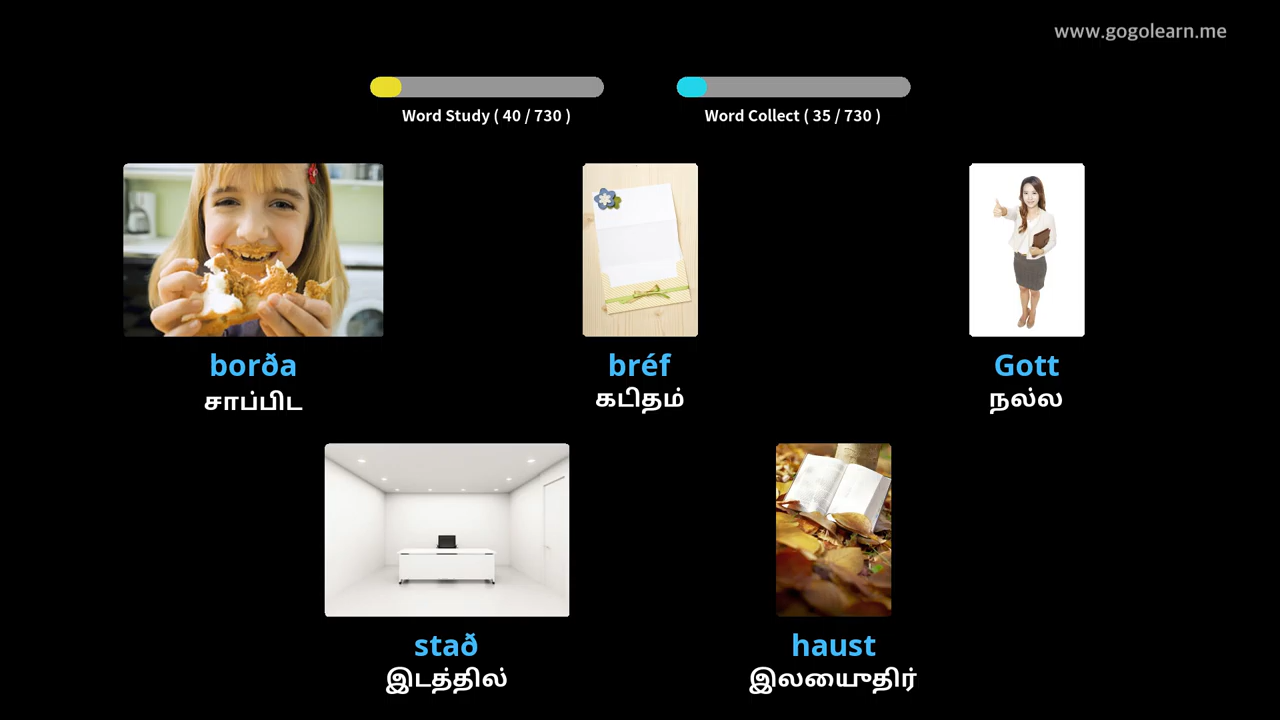 www.gogolearn.me
Word Study ( 40 / 730 )
Word Collect ( 35 / 730 )
borða
சாப்பிட
bréf
கடிதம்
Gott
நல்ல
stað
இடத்தில்
haust
இலையுதிர்